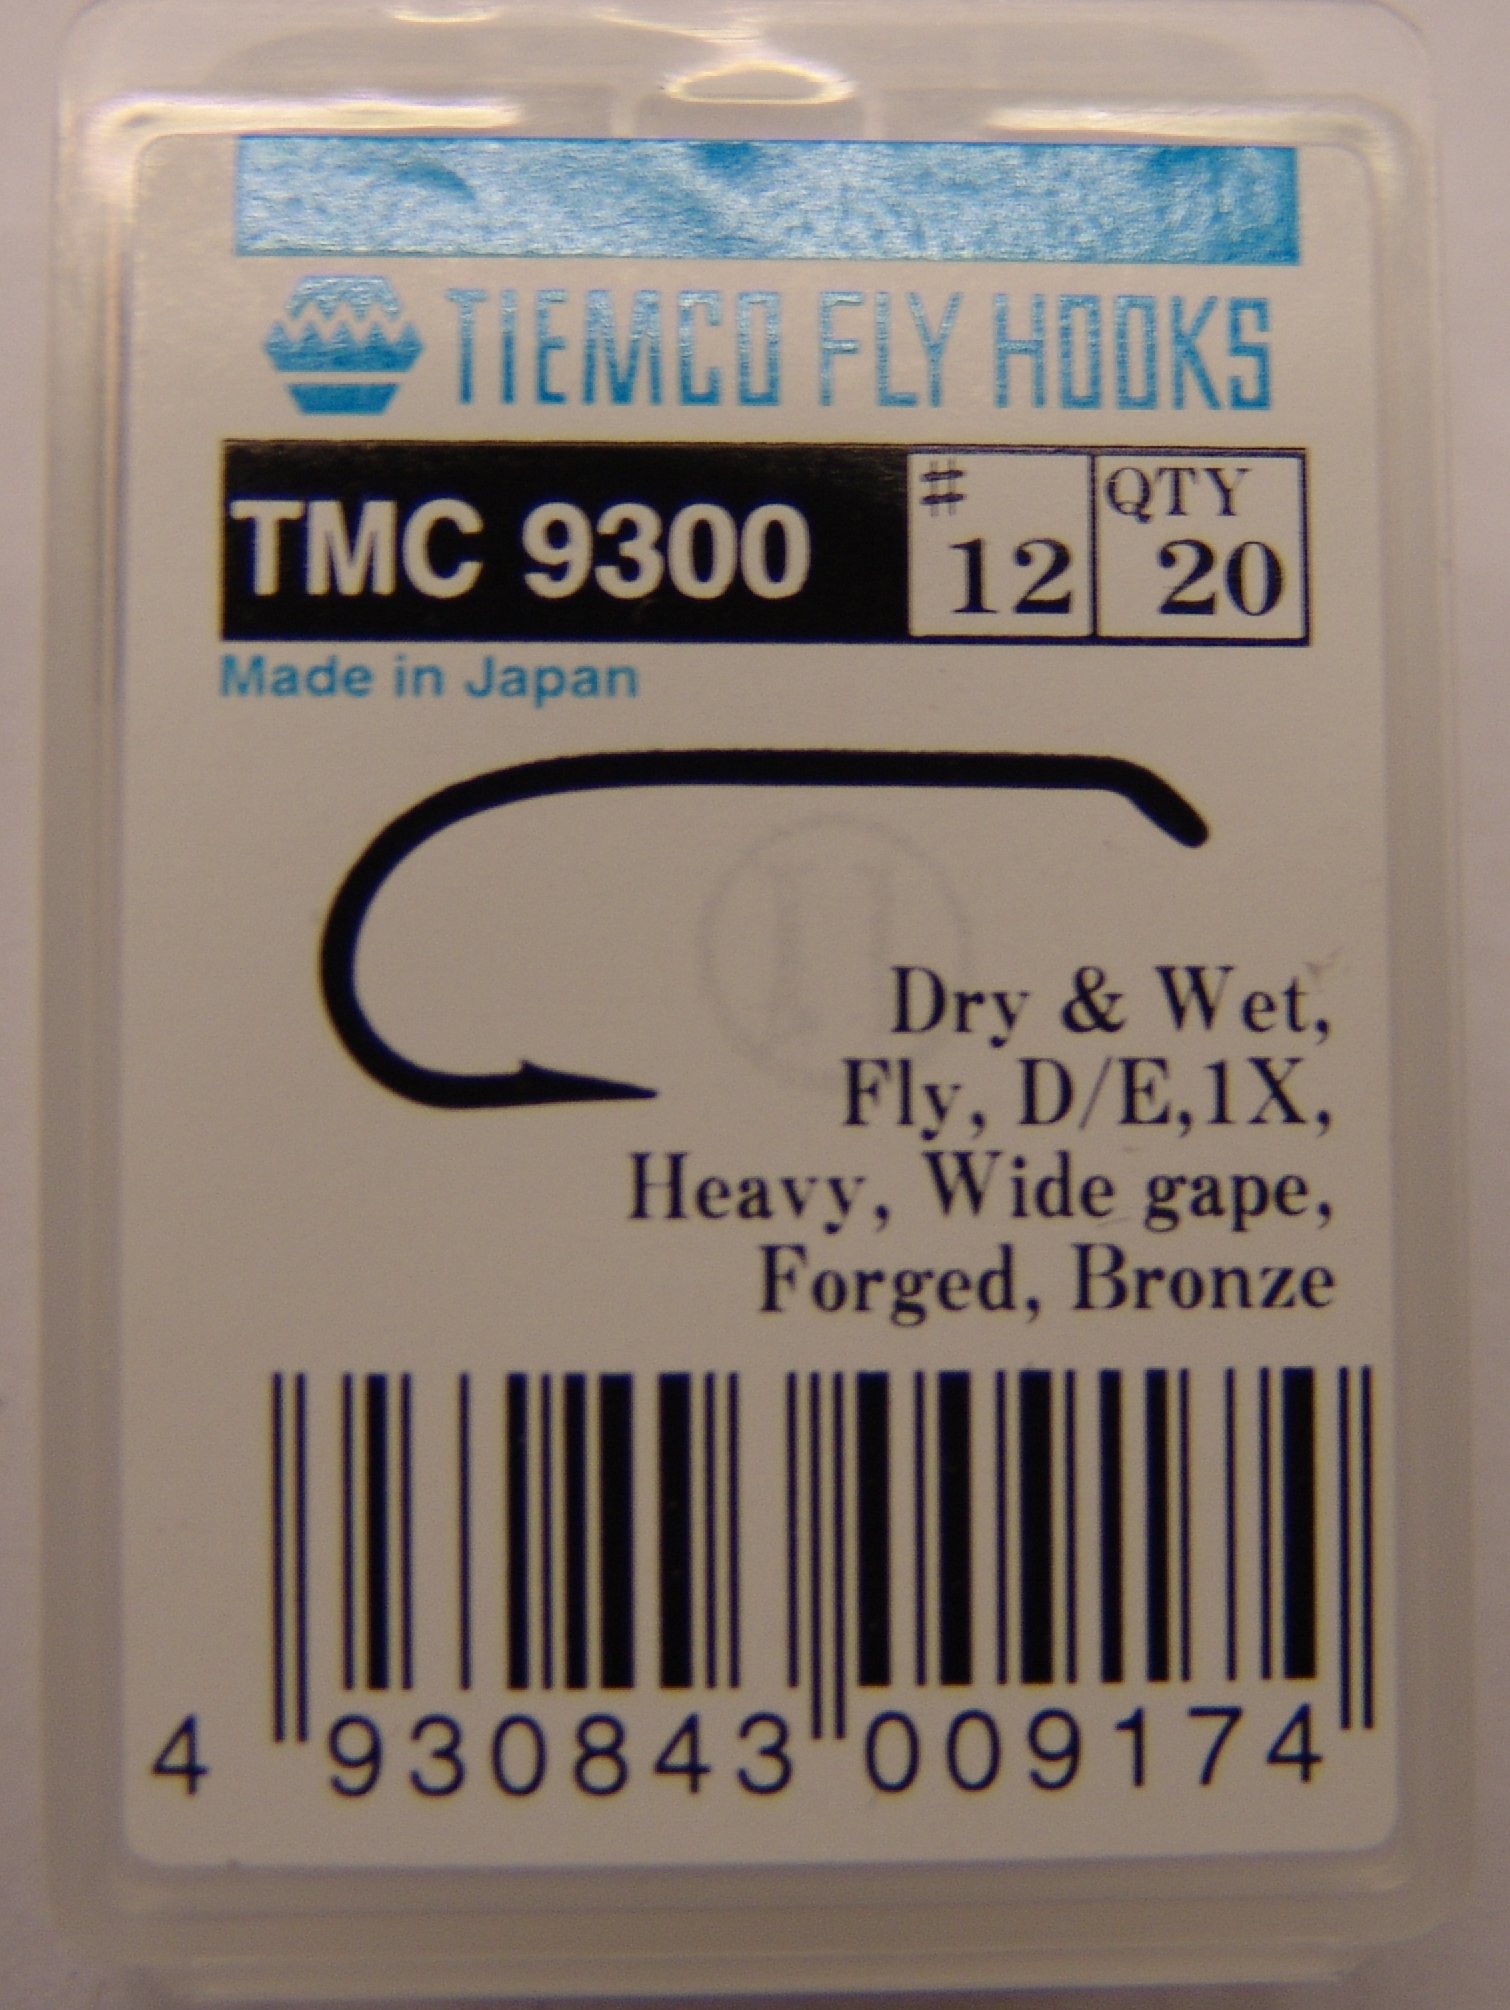 TIEMCO FLY HOOKS
TMC 9300
# 12
QTY 20
Made in Japan
Dry & Wet,
Fly, D/E,1X,
Heavy, Wide gape,
Forged, Bronze
4 930843 009174